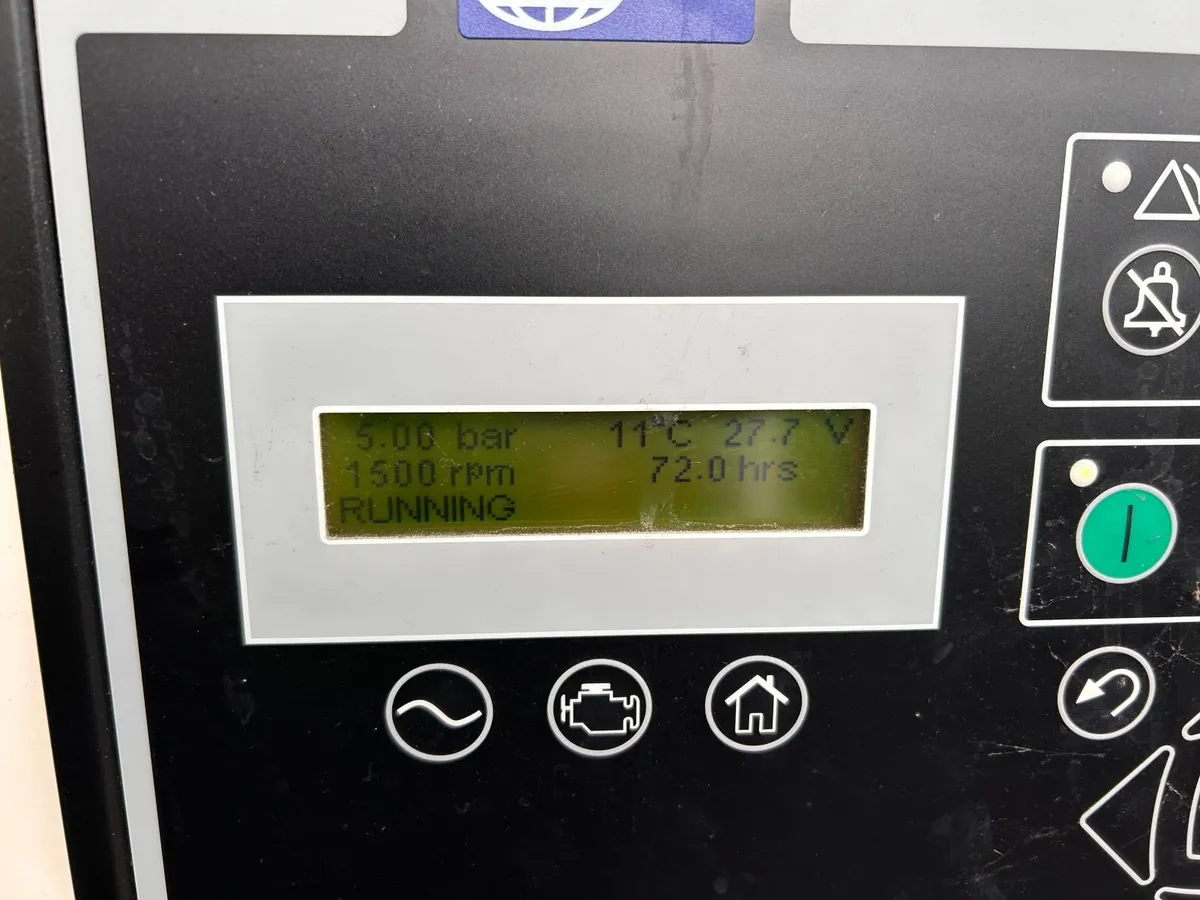 5.00 bar 11°C 27.7 V
1500 rpm 72.0 hrs
RUNNING